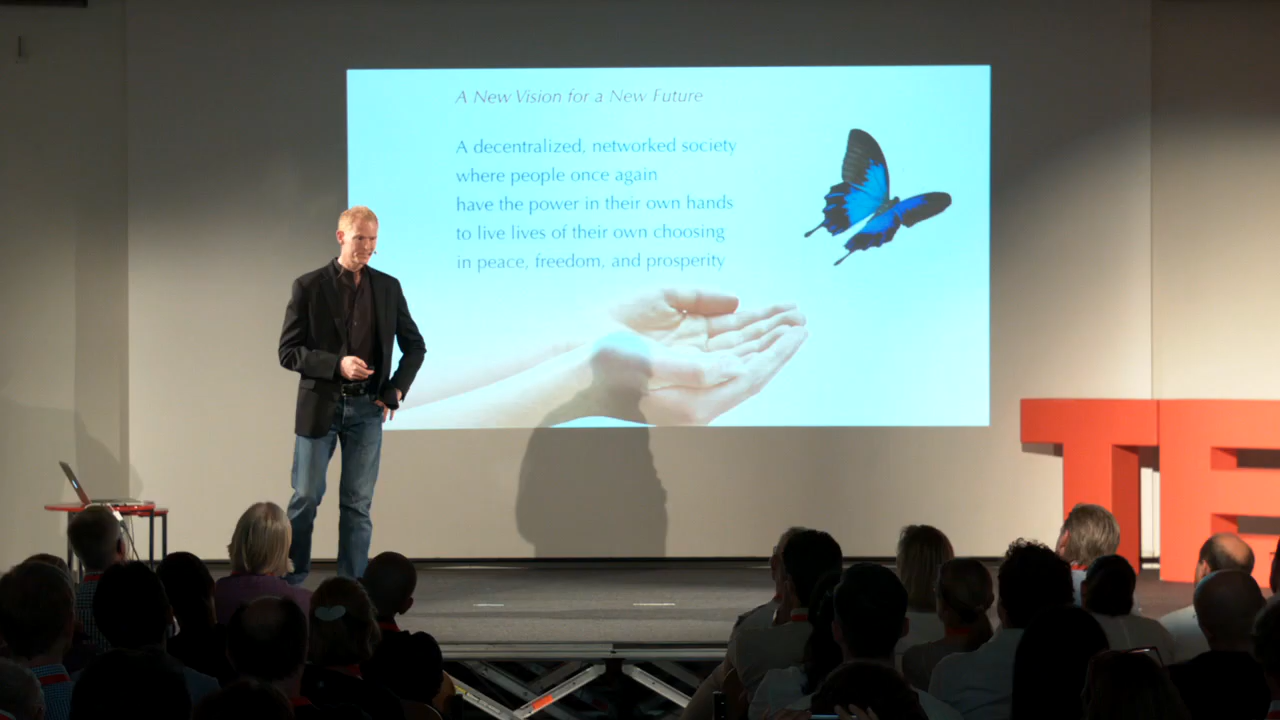 A New Vision for a New Future
A decentralized, networked society
where people once again
have the power in their own hands
to live lives of their own choosing
in peace, freedom, and prosperity
TE